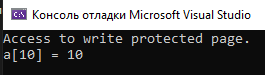 Консоль отладки Microsoft Visual Studio
Access to write protected page.
a[10] = 10